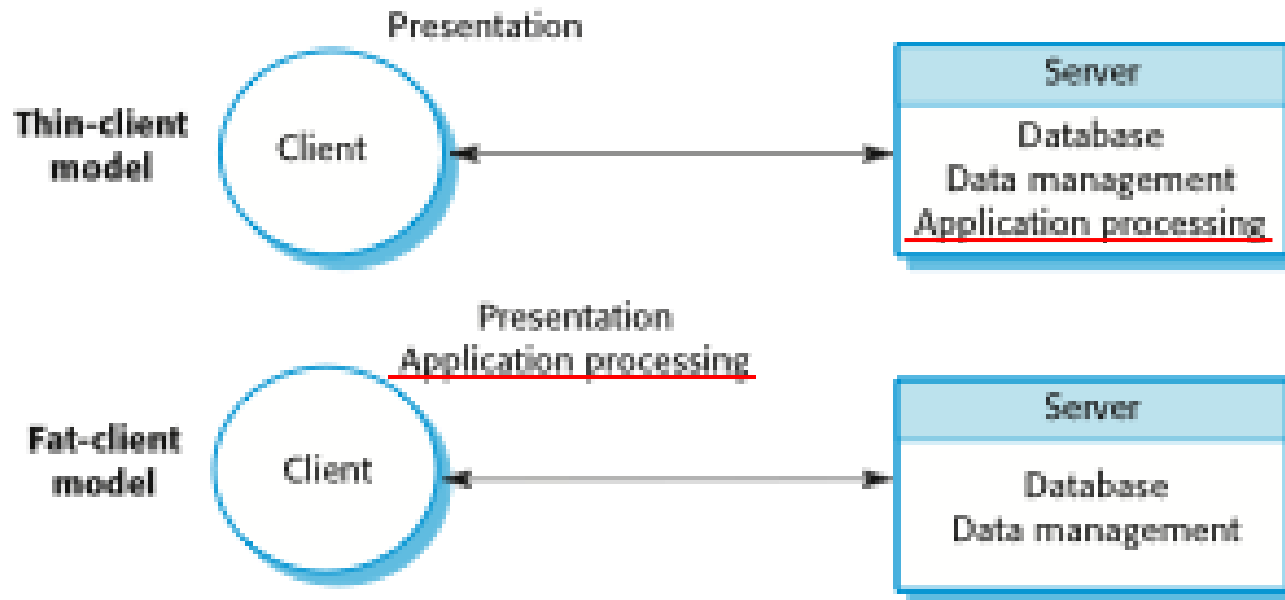 Presentation
Thin-client
model
Client
Server
Database
Data management
Application processing
Presentation
Application processing
Fat-client
model
Client
Server
Database
Data management